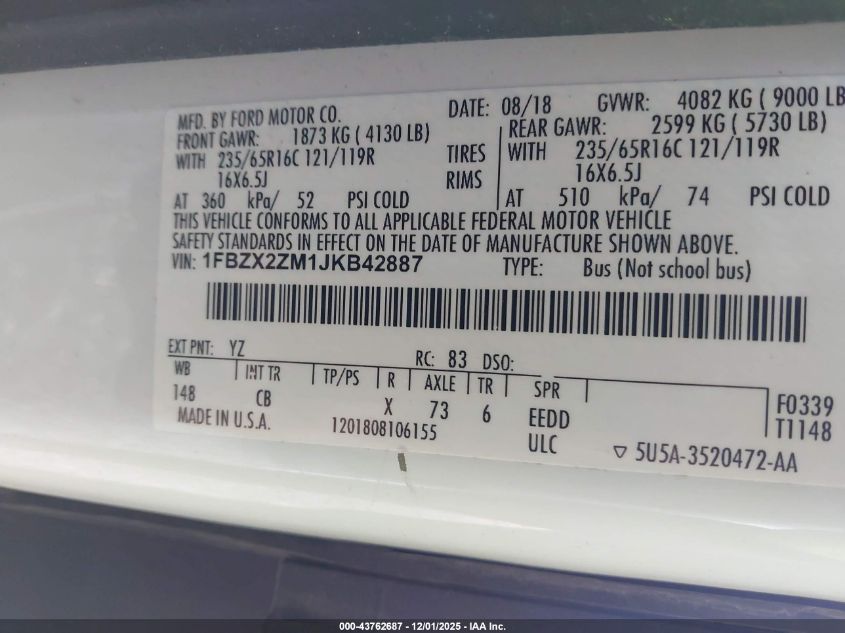 MFD. BY FORD MOTOR CO. DATE: 08/18 GVWR: 4082 KG ( 9000 LB
FRONT GAWR: 1873 KG ( 4130 LB) REAR GAWR: 2599 KG ( 5730 LB)
WITH 235/65R16C 121/119R TIRES WITH 235/65R16C 121/119R
16X6.5J RIMS 16X6.5J
AT 360 kPa/ 52 PSI COLD AT 510 kPa/ 74 PSI COLD
THIS VEHICLE CONFORMS TO ALL APPLICABLE FEDERAL MOTOR VEHICLE
SAFETY STANDARDS IN EFFECT ON THE DATE OF MANUFACTURE SHOWN ABOVE.
VIN: 1FBZX2ZM1JKB42887 TYPE: Bus (Not school bus)
EXT PNT: YZ RC: 83 DSO:
WB INT TR TP/PS R AXLE TR SPR
148 CB X 73 6 EEDD F0339
MADE IN U.S.A. 1201808106155 ULC T1148
▽ 5U5A-3520472-AA
000-43762687 - 12/01/2025 - IAA Inc.